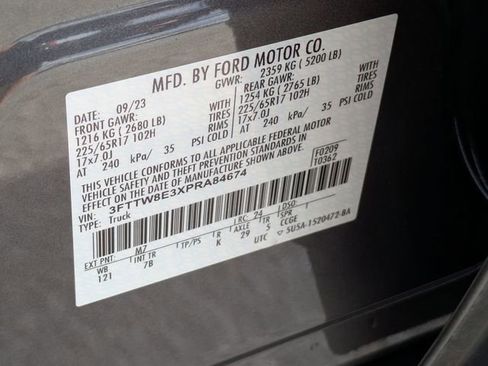 MFD. BY FORD MOTOR CO.
DATE: 09/23 GVWR: 2359 KG ( 5200 LB)
FRONT GAWR: REAR GAWR:
1216 KG ( 2680 LB) WITH 1254 KG ( 2765 LB) WITH
225/65R17 102H TIRES 225/65R17 102H TIRES
17x7.0J RIMS 17x7.0J RIMS
AT 240 kPa/ 35 PSI COLD AT 240 kPa/ 35 PSI COLD
THIS VEHICLE CONFORMS TO ALL APPLICABLE FEDERAL MOTOR
VEHICLE SAFETY AND THEFT PREVENTION STANDARDS IN EFFECT
ON THE DATE OF MANUFACTURE SHOWN ABOVE.
VIN: 3FTTW8E3XPRA84674 F0209
TYPE: Truck T0362
LRC: 24 DSO:
EXT PNT: M7 TP/PS R AXLE TR SPR
WB INT TR K 29 5 CCGE
121 7B UTC 5U5A-1520472-BA